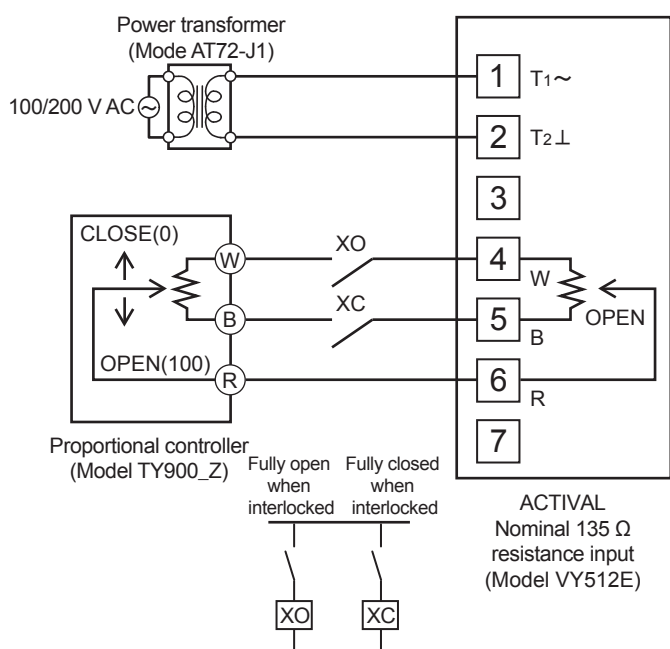 Power transformer
(Mode AT72-J1)
100/200 V AC
1 T1~
2 T2⊥
3
CLOSE(0)
W XO 4 W
B XC 5 B
OPEN
OPEN(100)
R 6 R
7
Proportional controller
(Model TY900_Z)
Fully open
when
interlocked
Fully closed
when
interlocked
XO XC
ACTIVAL
Nominal 135 Ω
resistance input
(Model VY512E)